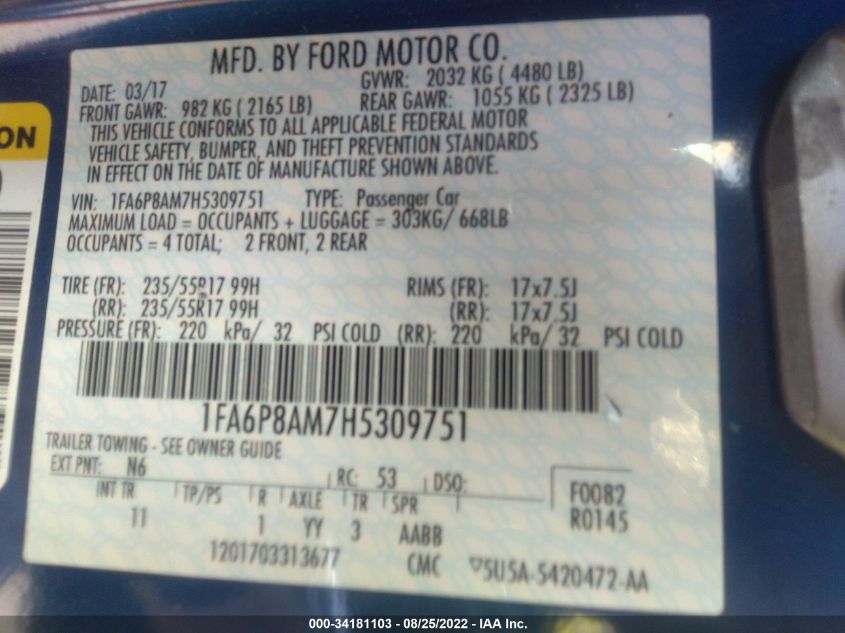 MFD. BY FORD MOTOR CO.
DATE: 03/17 GVWR: 2032 KG ( 4480 LB)
FRONT GAWR: 982 KG ( 2165 LB) REAR GAWR: 1055 KG ( 2325 LB)
THIS VEHICLE CONFORMS TO ALL APPLICABLE FEDERAL MOTOR
VEHICLE SAFETY, BUMPER, AND THEFT PREVENTION STANDARDS
IN EFFECT ON THE DATE OF MANUFACTURE SHOWN ABOVE.
ON
VIN: 1FA6P8AM7H5309751 TYPE: Passenger Car
MAXIMUM LOAD = OCCUPANTS + LUGGAGE = 303KG/ 668LB
OCCUPANTS = 4 TOTAL; 2 FRONT, 2 REAR
TIRE (FR): 235/55R17 99H RIMS (FR): 17x7.5J
(RR): 235/55R17 99H (RR): 17x7.5J
PRESSURE (FR): 220 kPa/ 32 PSI COLD (RR): 220 kPa/ 32 PSI COLD
1FA6P8AM7H5309751
TRAILER TOWING - SEE OWNER GUIDE
EXT PNT: N6 RC: 53 DSO: F0082
INT TR TP/PS R AXLE TR SPR R0145
11 1 YY 3 AABB
1201703313677 CMC 5U5A-5420472-AA
000-34181103 - 08/25/2022 - IAA Inc.